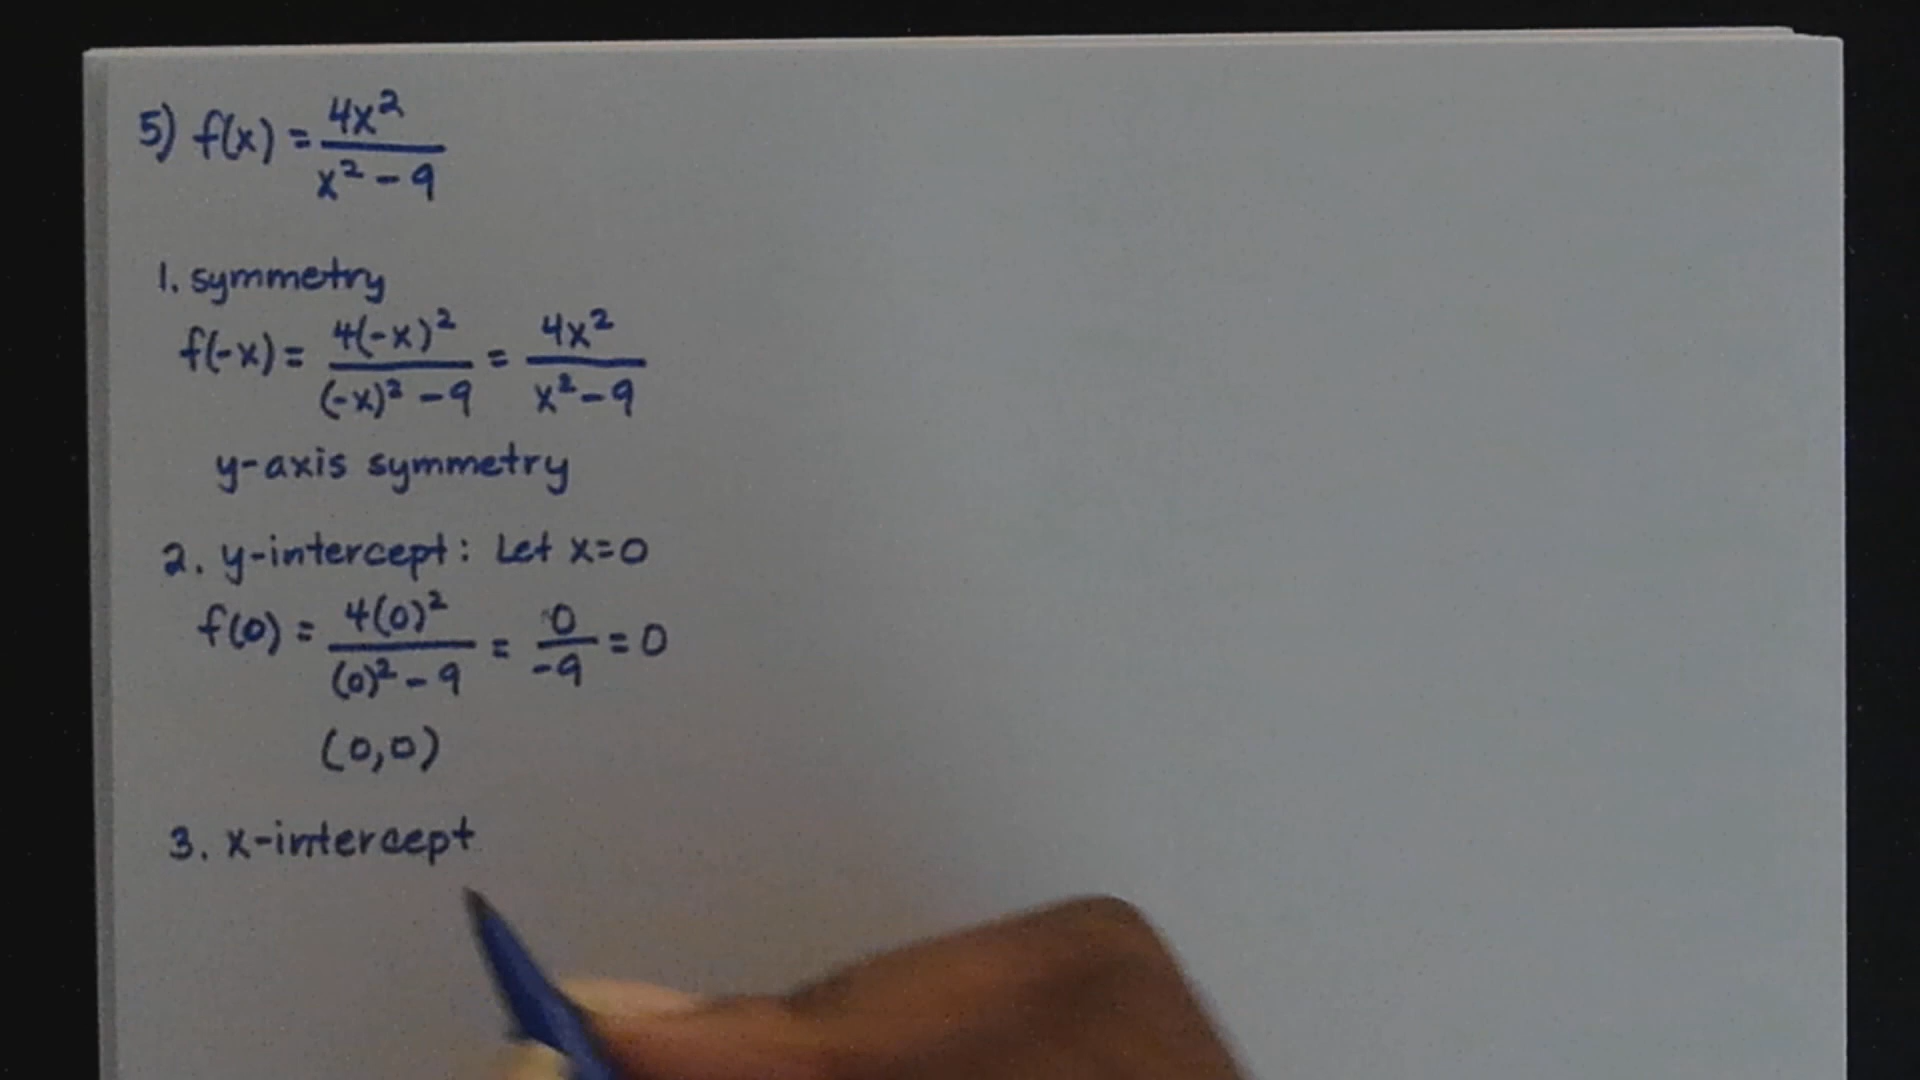 5) f(x) = 4x²/(x² - 9)
1. symmetry
f(-x) = 4(-x)²/((-x)² - 9) = 4x²/(x² - 9)
y-axis symmetry
2. y-intercept: Let x=0
f(0) = 4(0)²/((0)² - 9) = 0/-9 = 0
(0,0)
3. x-intercept